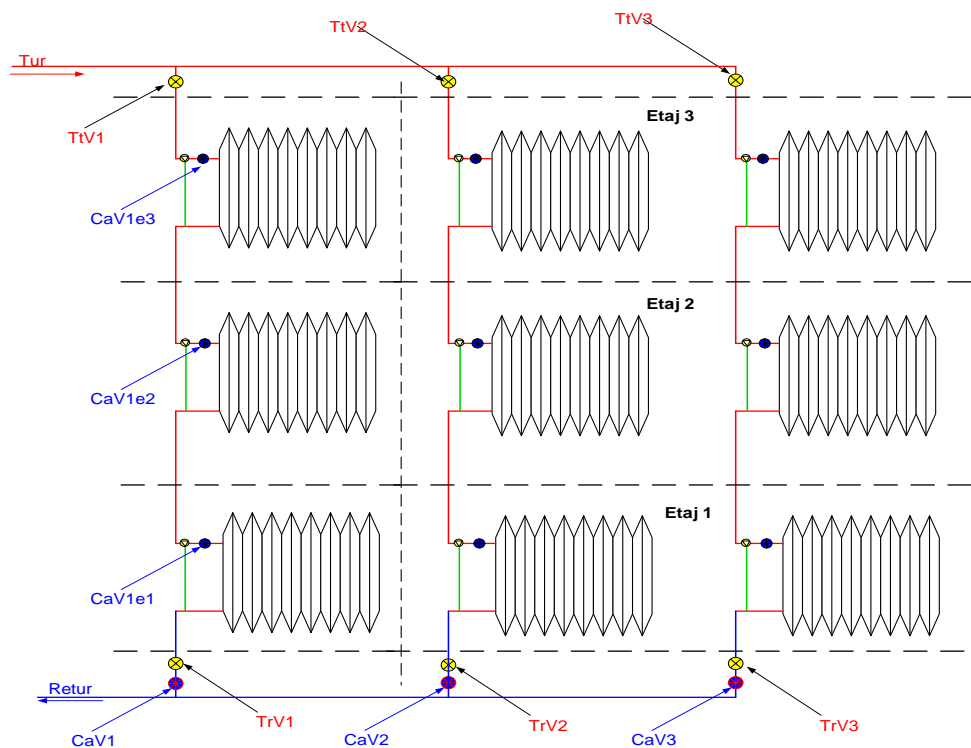 TtV2
TtV3
Tur
TtV1
Etaj 3
CaV1e3
Etaj 2
CaV1e2
Etaj 1
CaV1e1
Retur
TrV1
TrV2
TrV3
CaV1
CaV2
CaV3